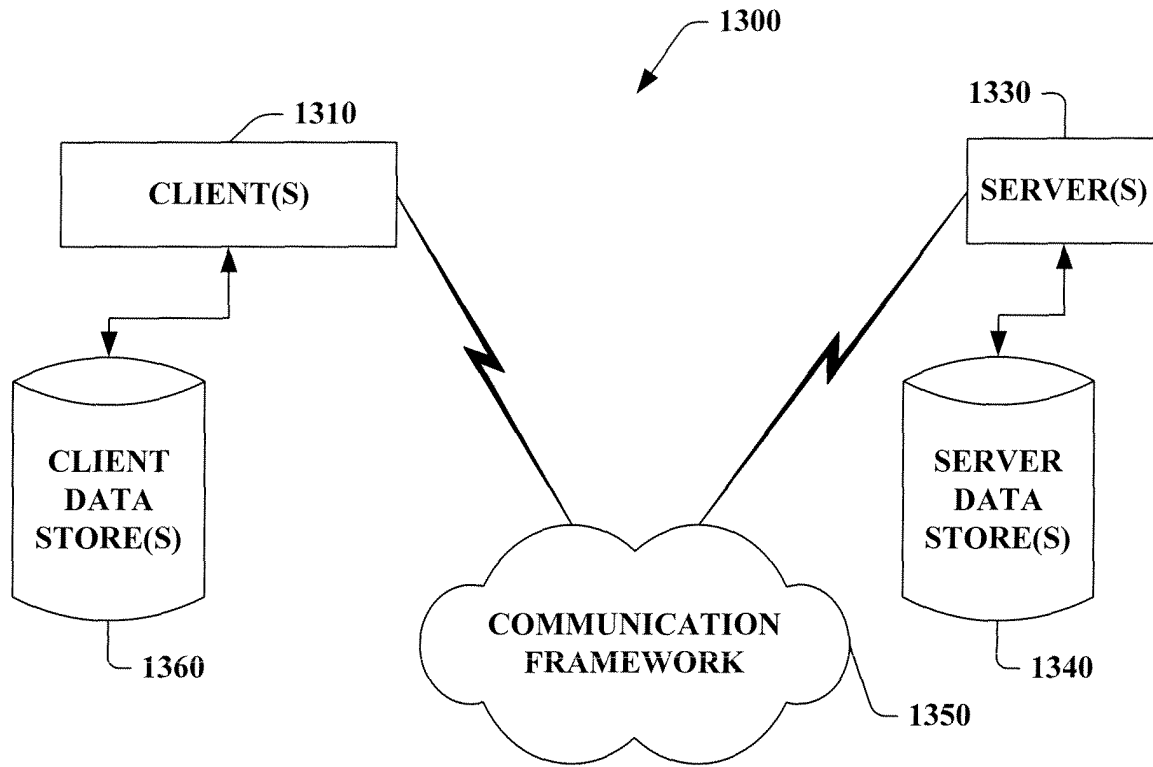 1300
1310
1330
CLIENT(S)
SERVER(S)
CLIENT
DATA
STORE(S)
SERVER
DATA
STORE(S)
COMMUNICATION
FRAMEWORK
1360
1340
1350